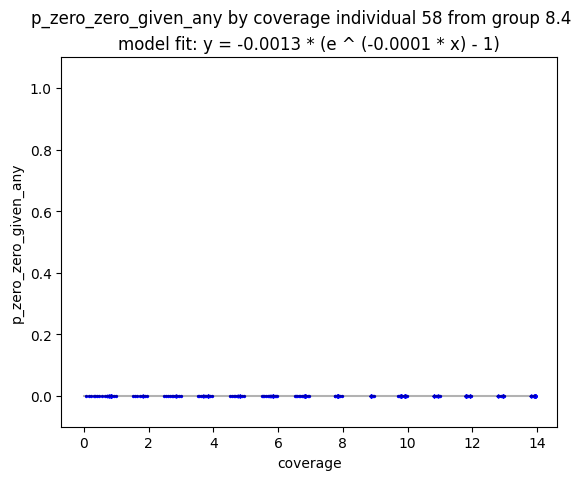 p_zero_zero_given_any by coverage individual 58 from group 8.4
model fit: y = -0.0013 * (e ^ (-0.0001 * x) - 1)
1.0
0.8
0.6
0.4
0.2
0.0
p_zero_zero_given_any
0 2 4 6 8 10 12 14
coverage